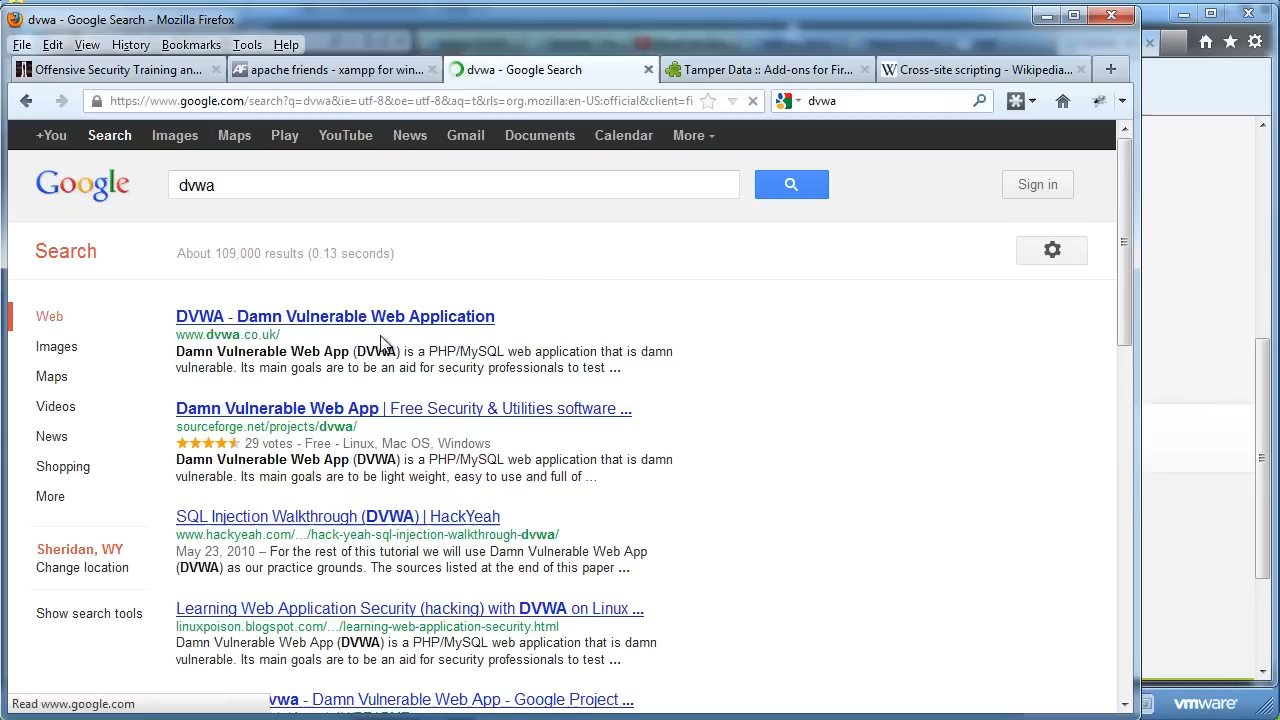 dvwa - Google Search - Mozilla Firefox
File Edit View History Bookmarks Tools Help
Offensive Security Training an...
apache friends - xampp for win...
dvwa - Google Search
Tamper Data :: Add-ons for Fir...
Cross-site scripting - Wikipedia...
https://www.google.com/search?q=dvwa&ie=utf-8&oe=utf-8&aq=t&rls=org.mozilla:en-US:official&client=fi
dvwa
+You Search Images Maps Play YouTube News Gmail Documents Calendar More
Google
dvwa
Sign in
Search
About 109,000 results (0.13 seconds)
Web
Images
Maps
Videos
News
Shopping
More
Sheridan, WY
Change location
Show search tools
DVWA - Damn Vulnerable Web Application
www.dvwa.co.uk/
Damn Vulnerable Web App (DVWA) is a PHP/MySQL web application that is damn
vulnerable. Its main goals are to be an aid for security professionals to test ...
Damn Vulnerable Web App | Free Security & Utilities software ...
sourceforge.net/projects/dvwa/
29 votes - Free - Linux, Mac OS, Windows
Damn Vulnerable Web App (DVWA) is a PHP/MySQL web application that is damn
vulnerable. Its main goals are to be light weight, easy to use and full of ...
SQL Injection Walkthrough (DVWA) | HackYeah
www.hackyeah.com/.../hack-yeah-sql-injection-walkthrough-dvwa/
May 23, 2010 – For the rest of this tutorial we will use Damn Vulnerable Web App
(DVWA) as our practice grounds. The sources listed at the end of this paper ...
Learning Web Application Security (hacking) with DVWA on Linux ...
linuxpoison.blogspot.com/.../learning-web-application-security.html
Damn Vulnerable Web App (DVWA) is a PHP/MySQL web application that is damn
vulnerable. Its main goals are to be an aid for security professionals to test ...
vwa - Damn Vulnerable Web App - Google Project ...
Read www.google.com
vmware